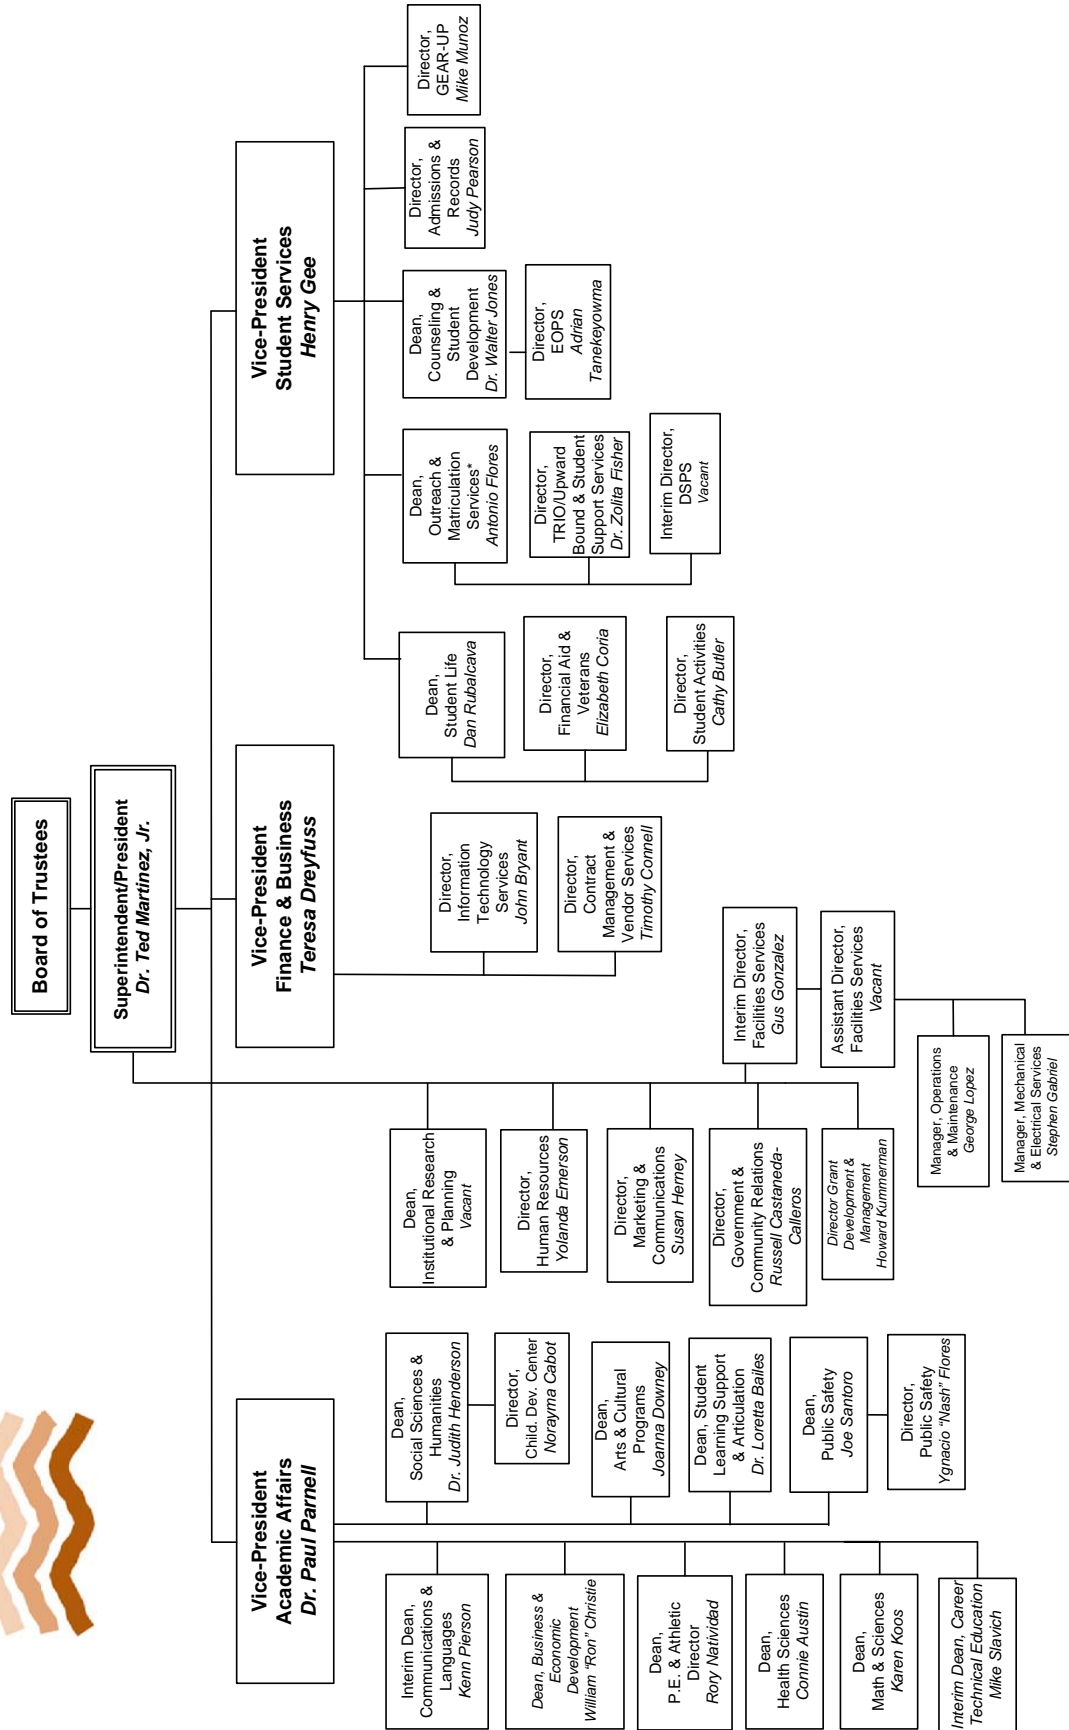 Board of Trustees
Superintendent/President
Dr. Ted Martinez, Jr.
Vice-President
Academic Affairs
Dr. Paul Parnell
Interim Dean,
Communications &
Languages
Kenn Pierson
Dean, Business &
Economic
Development
William "Ron" Christie
Dean,
P.E. & Athletic
Director
Rory Natividad
Dean,
Health Sciences
Connie Austin
Dean,
Math & Sciences
Karen Koos
Interim Dean, Career
Technical Education
Mike Slavich
Dean,
Social Sciences &
Humanities
Dr. Judith Henderson
Director,
Child. Dev. Center
Norayma Cabot
Dean,
Arts & Cultural
Programs
Joanna Downey
Dean, Student
Learning Support
& Articulation
Dr. Loretta Bailes
Dean,
Public Safety
Joe Santoro
Director,
Public Safety
Ygnacio “Nash” Flores
Dean,
Institutional Research
& Planning
Vacant
Director,
Human Resources
Yolanda Emerson
Director,
Marketing &
Communications
Susan Herney
Director,
Government &
Community Relations
Russell Castaneda-
Calleros
Director Grant
Development &
Management
Howard Kummerman
Interim Director,
Facilities Services
Gus Gonzalez
Assistant Director,
Facilities Services
Vacant
Manager, Operations
& Maintenance
George Lopez
Manager, Mechanical
& Electrical Services
Stephen Gabriel
Vice-President
Finance & Business
Teresa Dreyfuss
Director,
Information
Technology
Services
John Bryant
Director,
Contract
Management &
Vendor Services
Timothy Connell
Vice-President
Student Services
Henry Gee
Dean,
Student Life
Dan Rubalcava
Director,
Financial Aid &
Veterans
Elizabeth Coria
Director,
Student Activities
Cathy Butler
Dean,
Outreach &
Matriculation
Services*
Antonio Flores
Director,
TRIO/Upward
Bound & Student
Support Services
Dr. Zolita Fisher
Interim Director,
DSPS
Vacant
Dean,
Counseling &
Student
Development
Dr. Walter Jones
Director,
EOPS
Adrian
Tanekeyowma
Director,
Admissions &
Records
Judy Pearson
Director,
GEAR-UP
Mike Munoz